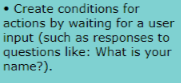 • Create conditions for
actions by waiting for a user
input (such as responses to
questions like: What is your
name?).